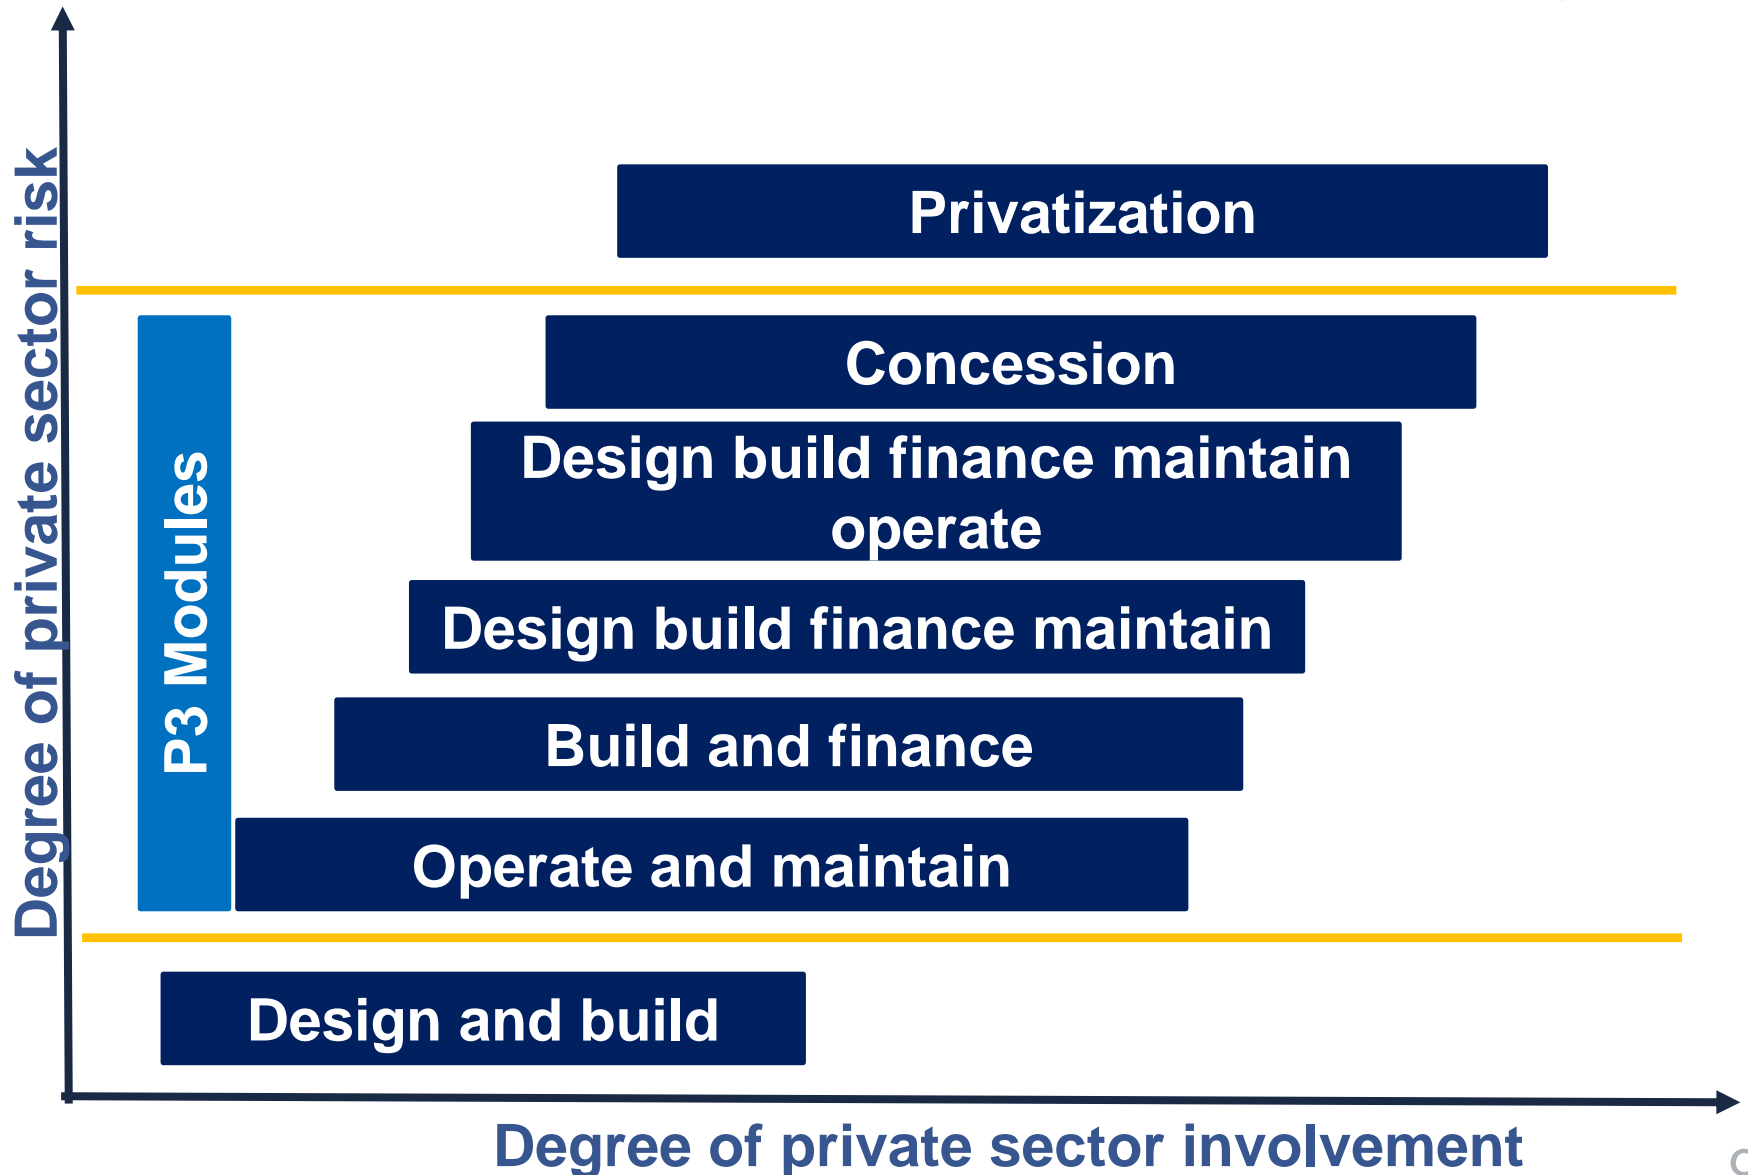 Degree of private sector risk
Privatization
P3 Modules
Concession
Design build finance maintain
operate
Design build finance maintain
Build and finance
Operate and maintain
Design and build
Degree of private sector involvement